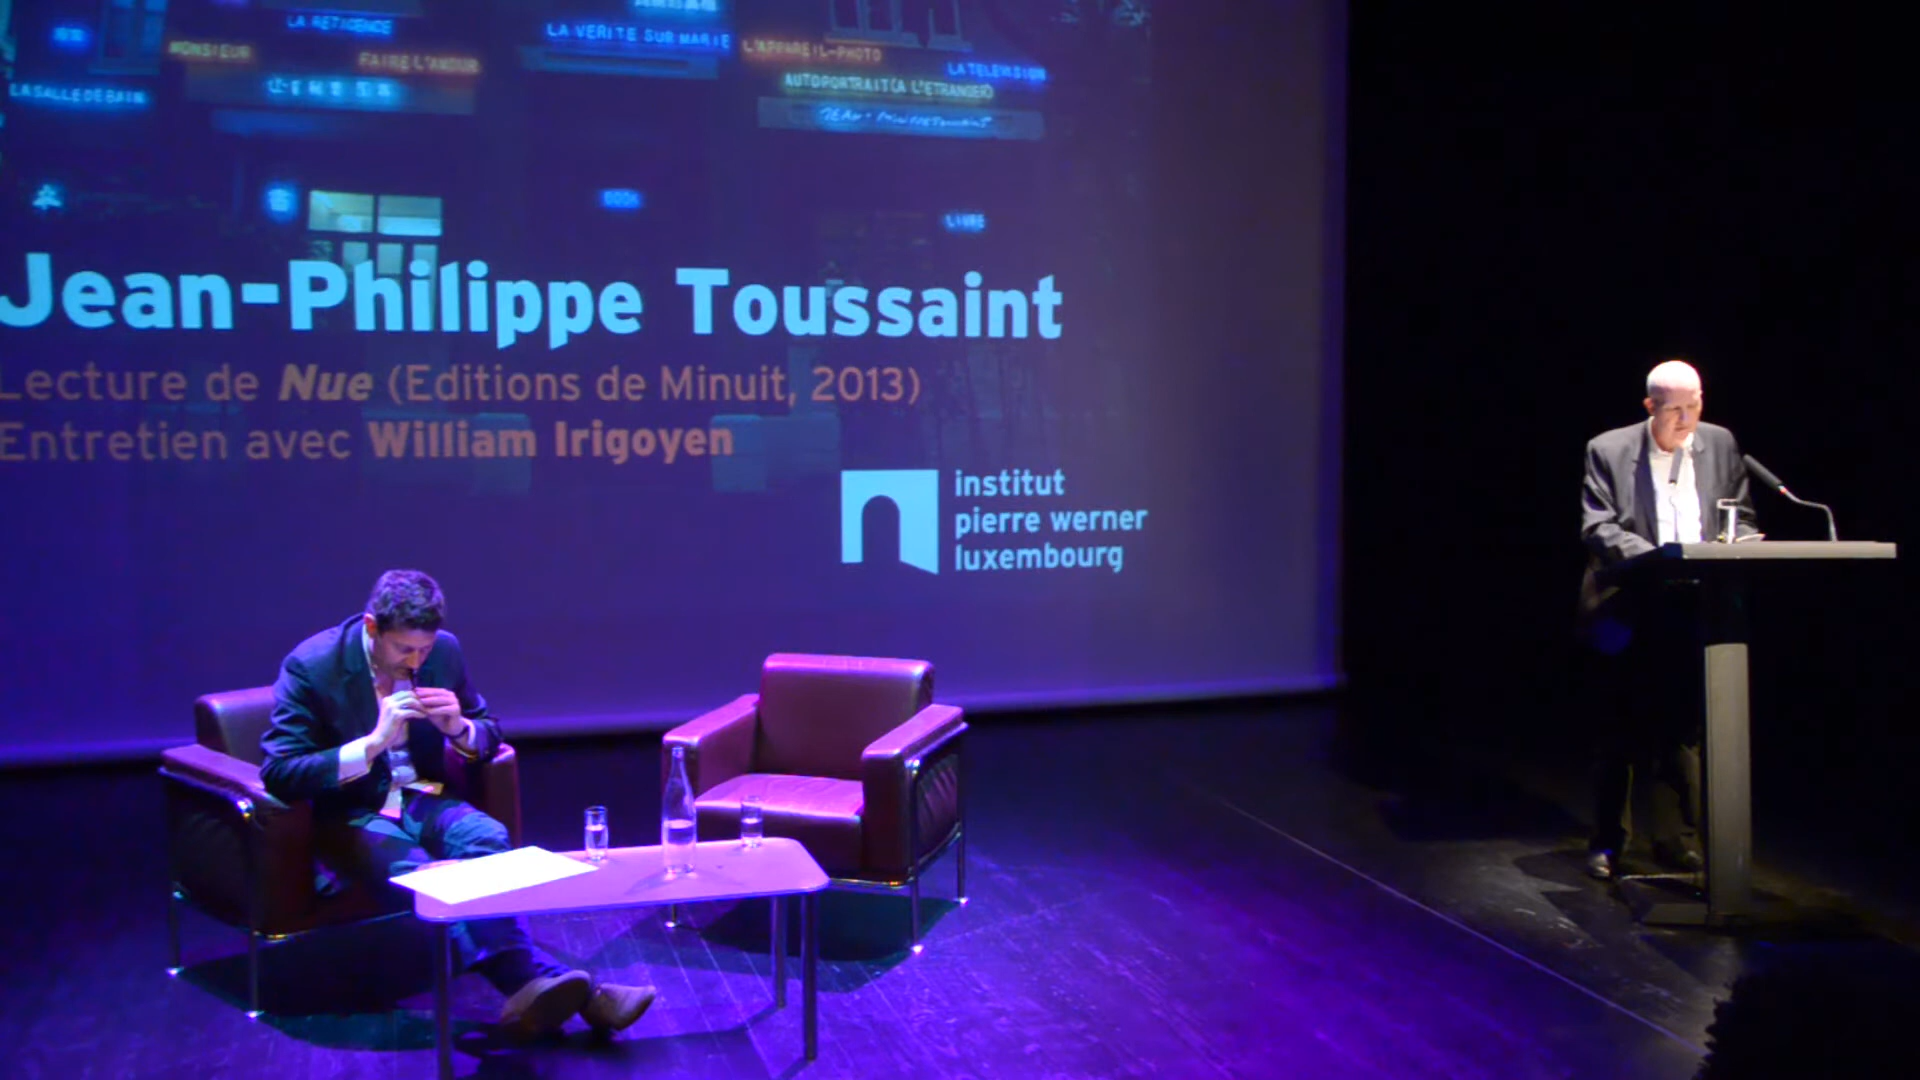 LA RETICENCE
LA VERITE SUR MARIE
MONSIEUR
FAIRE L'AMOUR
L'APPAREIL-PHOTO
LA TELEVISION
LA SALLE DE BAIN
AUTOPORTRAIT (A L'ETRANGER)
BOOK
LIVRE
Jean-Philippe Toussaint
Lecture de Nue (Editions de Minuit, 2013)
Entretien avec William Irigoyen
institut
pierre werner
luxembourg